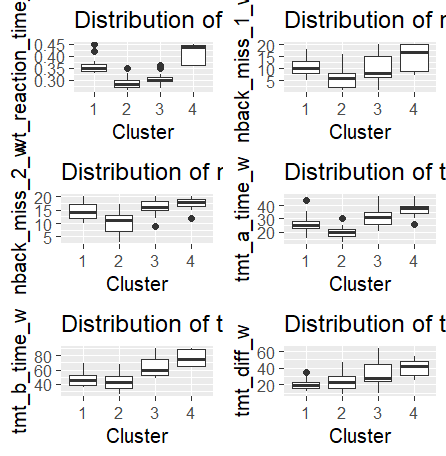 Distribution of
wt_reaction_time_
0.45
0.40
0.35
0.30
1 2 3 4
Cluster
Distribution of r
nback_miss_1_v
20
15
10
5
1 2 3 4
Cluster
Distribution of r
nback_miss_2_w
20
15
10
5
1 2 3 4
Cluster
Distribution of t
tmt_a_time_w
40
30
20
1 2 3 4
Cluster
Distribution of t
tmt_b_time_w
80
60
40
1 2 3 4
Cluster
Distribution of t
tmt_diff_w
60
40
20
1 2 3 4
Cluster